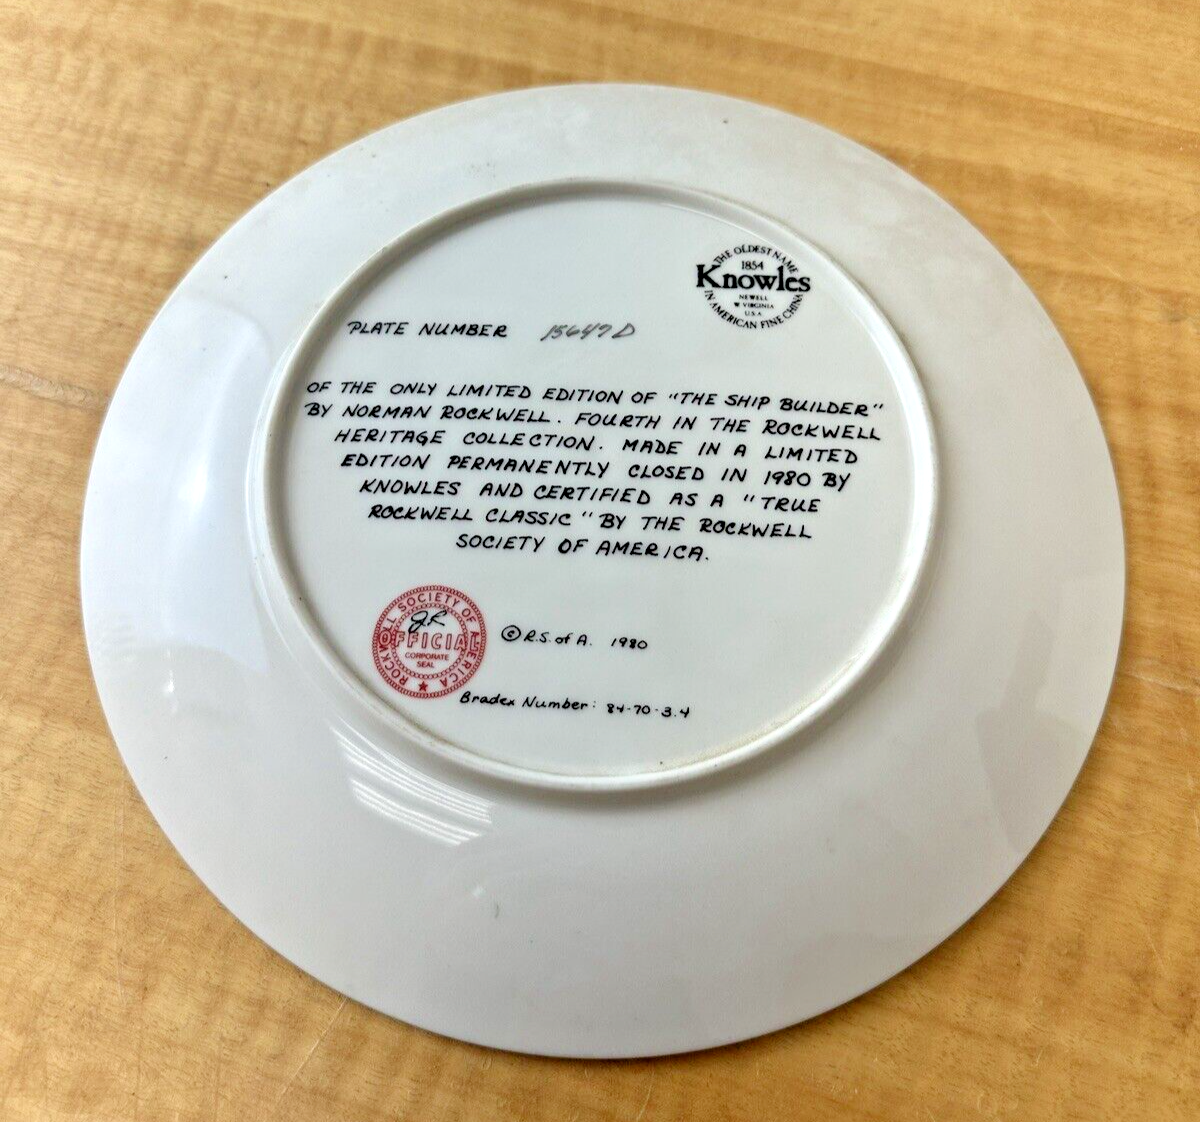 THE OLDEST NAME
1854
Knowles
NEWELL
W VIRGINIA
U.S.A
IN AMERICAN FINE CHINA
PLATE NUMBER 15647D
OF THE ONLY LIMITED EDITION OF "THE SHIP BUILDER"
BY NORMAN ROCKWELL. FOURTH IN THE ROCKWELL
HERITAGE COLLECTION. MADE IN A LIMITED
EDITION PERMANENTLY CLOSED IN 1980 BY
KNOWLES AND CERTIFIED AS A "TRUE
ROCKWELL CLASSIC" BY THE ROCKWELL
SOCIETY OF AMERICA.
ROCKWELL SOCIETY OF AMERICA
OFFICIAL
CORPORATE
SEAL
© R.S. of A. 1980
Bradex Number: 84-70-3.4